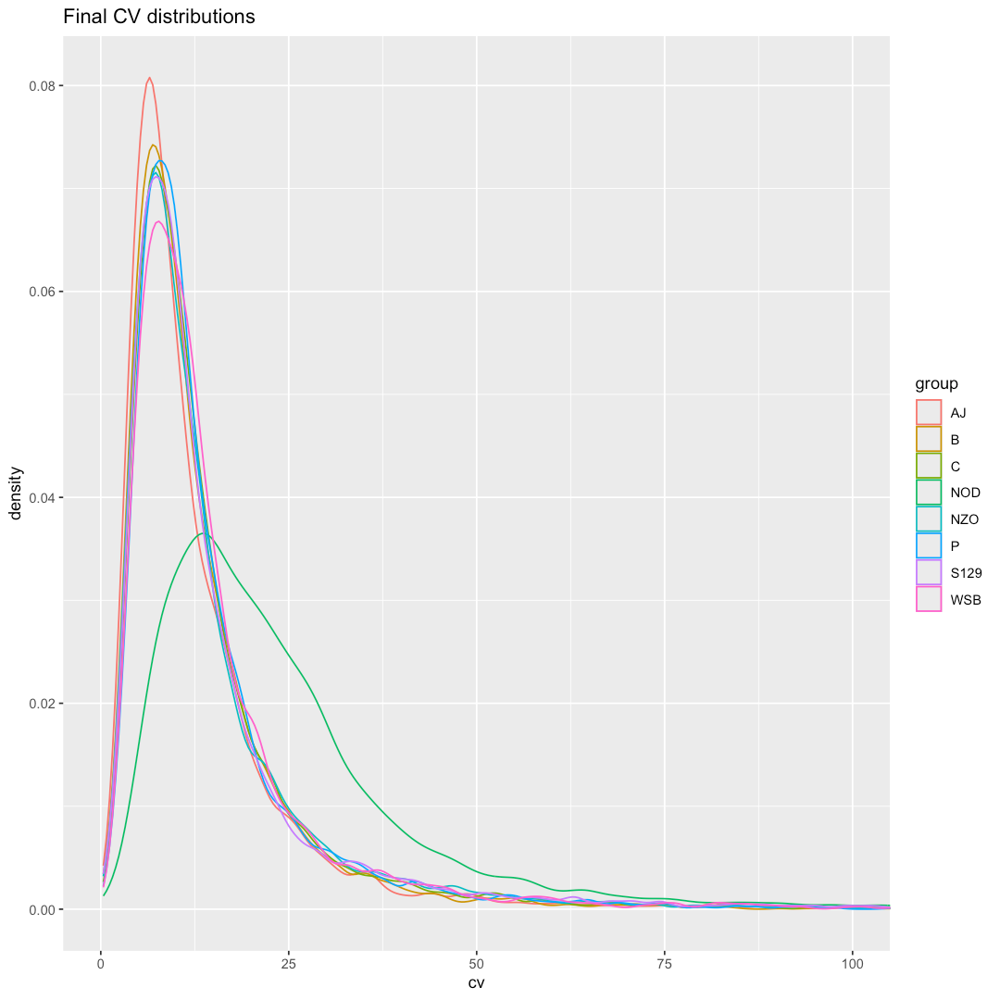 Final CV distributions
0.08
0.06
0.04
0.02
0.00
density
0
25
50
75
100
cv
group
AJ
B
C
NOD
NZO
P
S129
WSB